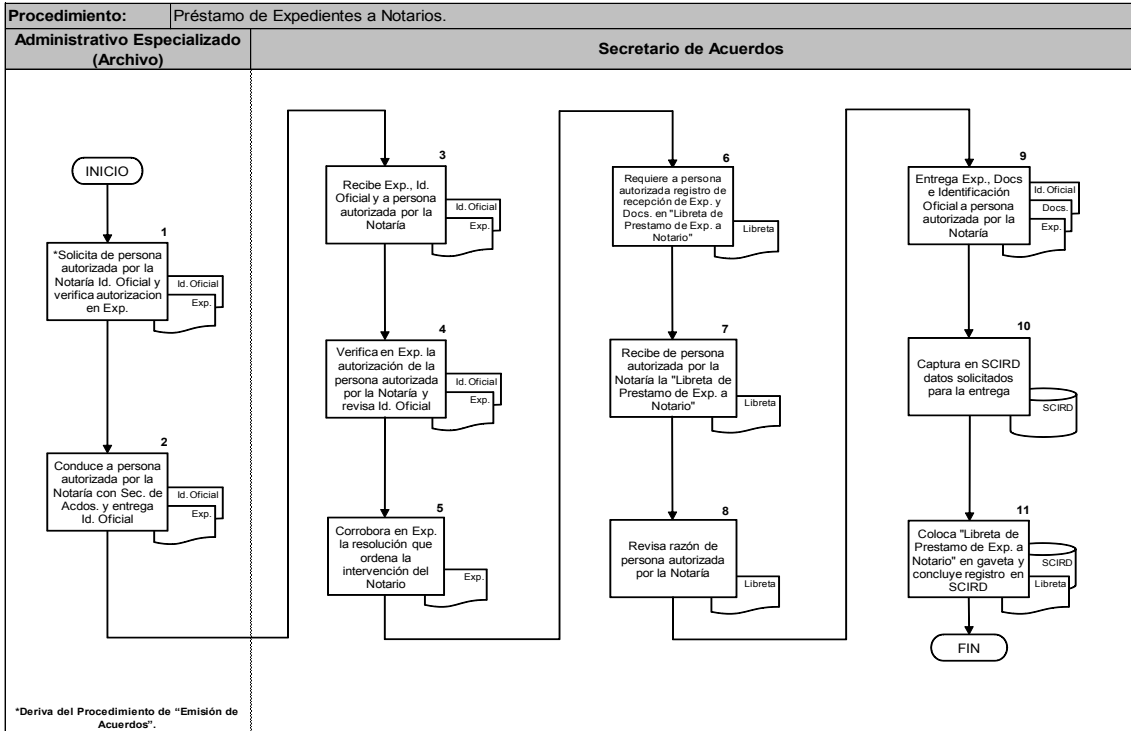 Procedimiento:
Préstamo de Expedientes a Notarios.
Administrativo Especializado
(Archivo)
Secretario de Acuerdos
INICIO
1
*Solicita de persona
autorizada por la
Notaría Id. Oficial y
verifica autorizacion
en Exp.
Id. Oficial
Exp.
2
Conduce a persona
autorizada por la
Notaría con Sec. de
Acdos. y entrega
Id. Oficial
Id. Oficial
Exp.
*Deriva del Procedimiento de “Emisión de
Acuerdos”.
3
Recibe Exp., Id.
Oficial y a persona
autorizada por la
Notaría
Id. Oficial
Exp.
4
Verifica en Exp. la
autorización de la
persona autorizada
por la Notaría y
revisa Id. Oficial
Id. Oficial
Exp.
5
Corrobora en Exp.
la resolución que
ordena la
intervención del
Notario
Exp.
6
Requiere a persona
autorizada registro de
recepción de Exp. y
Docs. en "Libreta de
Prestamo de Exp. a
Notario"
Libreta
7
Recibe de persona
autorizada por la
Notaría la "Libreta de
Prestamo de Exp. a
Notario"
Libreta
8
Revisa razón de
persona autorizada
por la Notaría
Libreta
9
Entrega Exp., Docs
e Identificación
Oficial a persona
autorizada por la
Notaría
Id. Oficial
Docs.
Exp.
10
Captura en SCIRD
datos solicitados
para la entrega
SCIRD
11
Coloca "Libreta de
Prestamo de Exp. a
Notario" en gaveta y
concluye registro en
SCIRD
SCIRD
Libreta
FIN